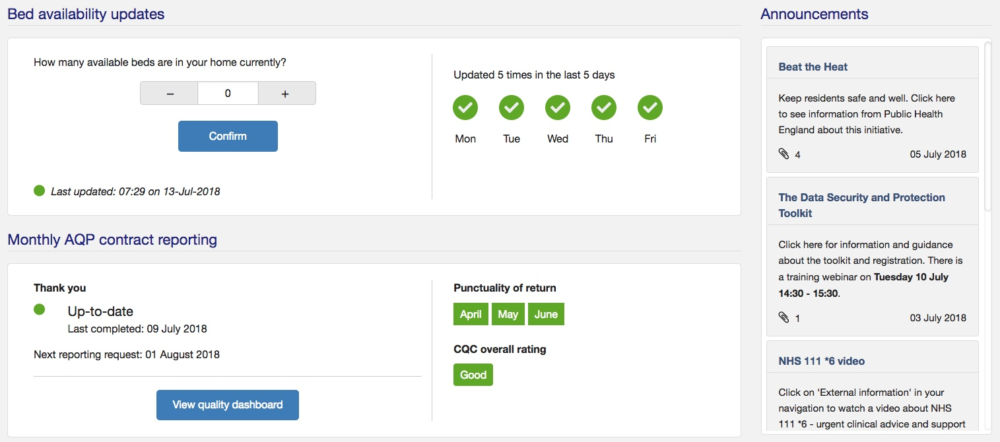 Bed availability updates
How many available beds are in your home currently?
– 0 +
Confirm
Last updated: 07:29 on 13-Jul-2018
Updated 5 times in the last 5 days
Mon Tue Wed Thu Fri
Monthly AQP contract reporting
Thank you
Up-to-date
Last completed: 09 July 2018
Next reporting request: 01 August 2018
View quality dashboard
Punctuality of return
April May June
CQC overall rating
Good
Announcements
Beat the Heat
Keep residents safe and well. Click here
to see information from Public Health
England about this initiative.
4 05 July 2018
The Data Security and Protection
Toolkit
Click here for information and guidance
about the toolkit and registration. There is
a training webinar on Tuesday 10 July
14:30 - 15:30.
1 03 July 2018
NHS 111 *6 video
Click on 'External information' in your
navigation to watch a video about NHS
111 *6 - urgent clinical advice and support